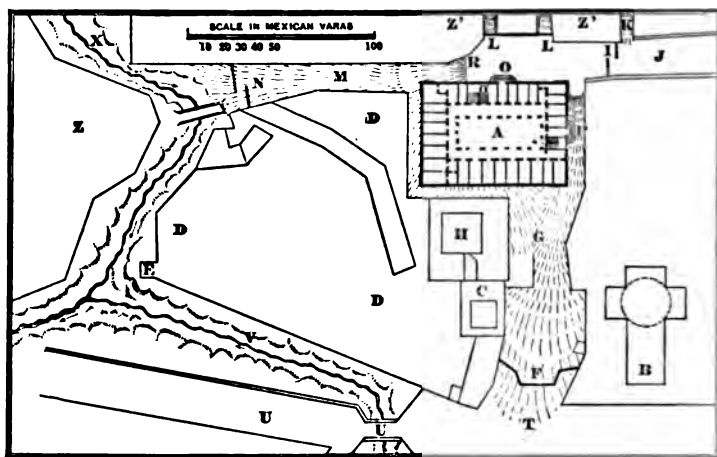 X
SCALE IN MEXICAN VARAS
10 20 30 40 50 100
Z' Z' K
L L
I J
N M R O
Z D A
D H G
E D C
V F B
U U T